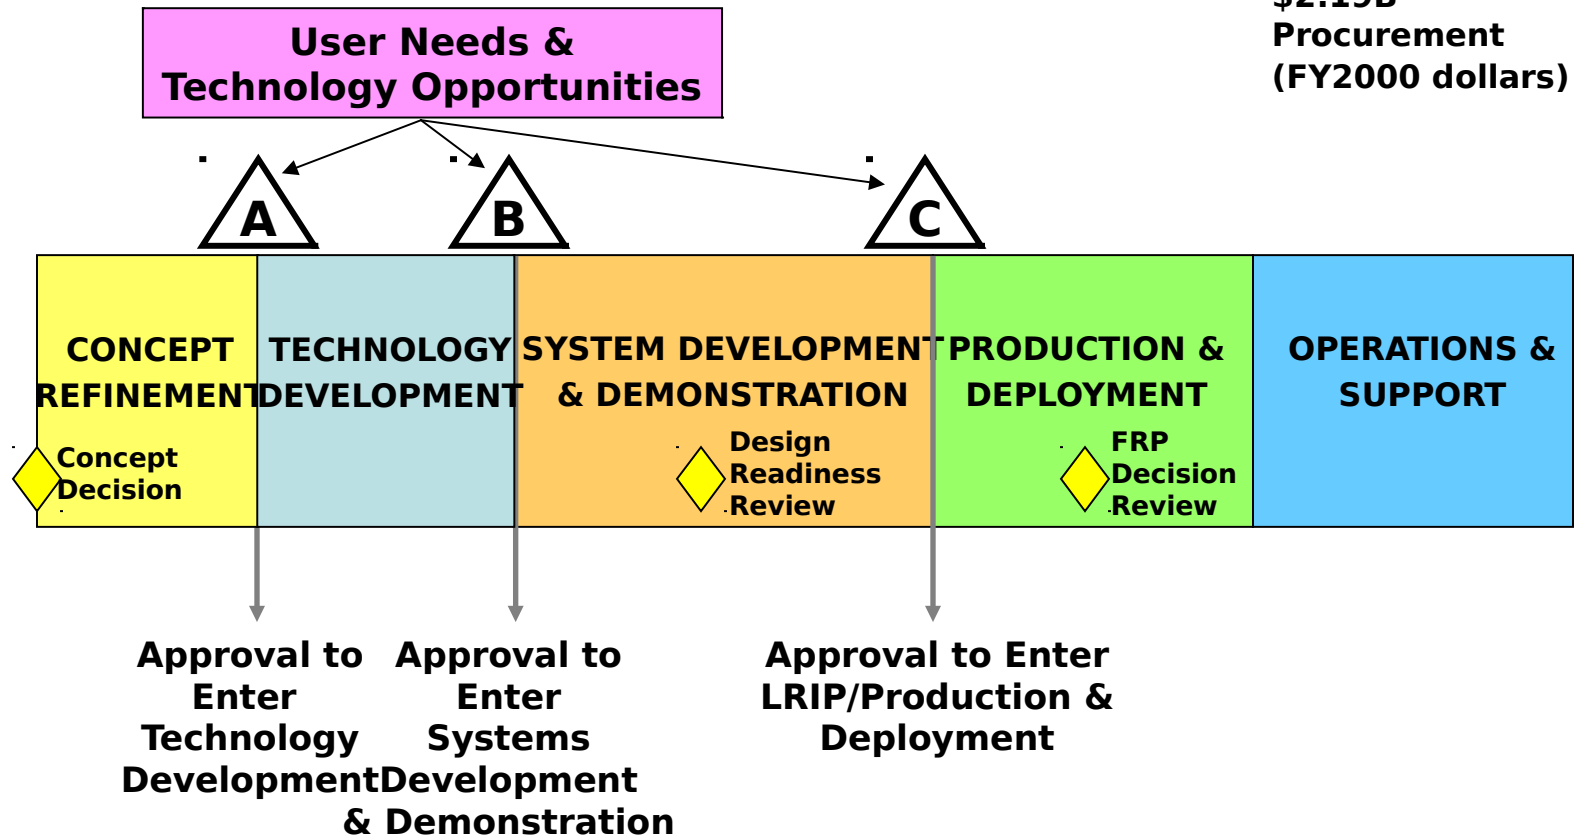 User Needs &
Technology Opportunities
$2.19B
Procurement
(FY2000 dollars)
A
B
C
CONCEPT
REFINEMENT
TECHNOLOGY
DEVELOPMENT
SYSTEM DEVELOPMENT
& DEMONSTRATION
PRODUCTION &
DEPLOYMENT
OPERATIONS &
SUPPORT
Concept
Decision
Design
Readiness
Review
FRP
Decision
Review
Approval to
Enter
Technology
Development
Approval to
Enter
Systems
Development
& Demonstration
Approval to Enter
LRIP/Production &
Deployment